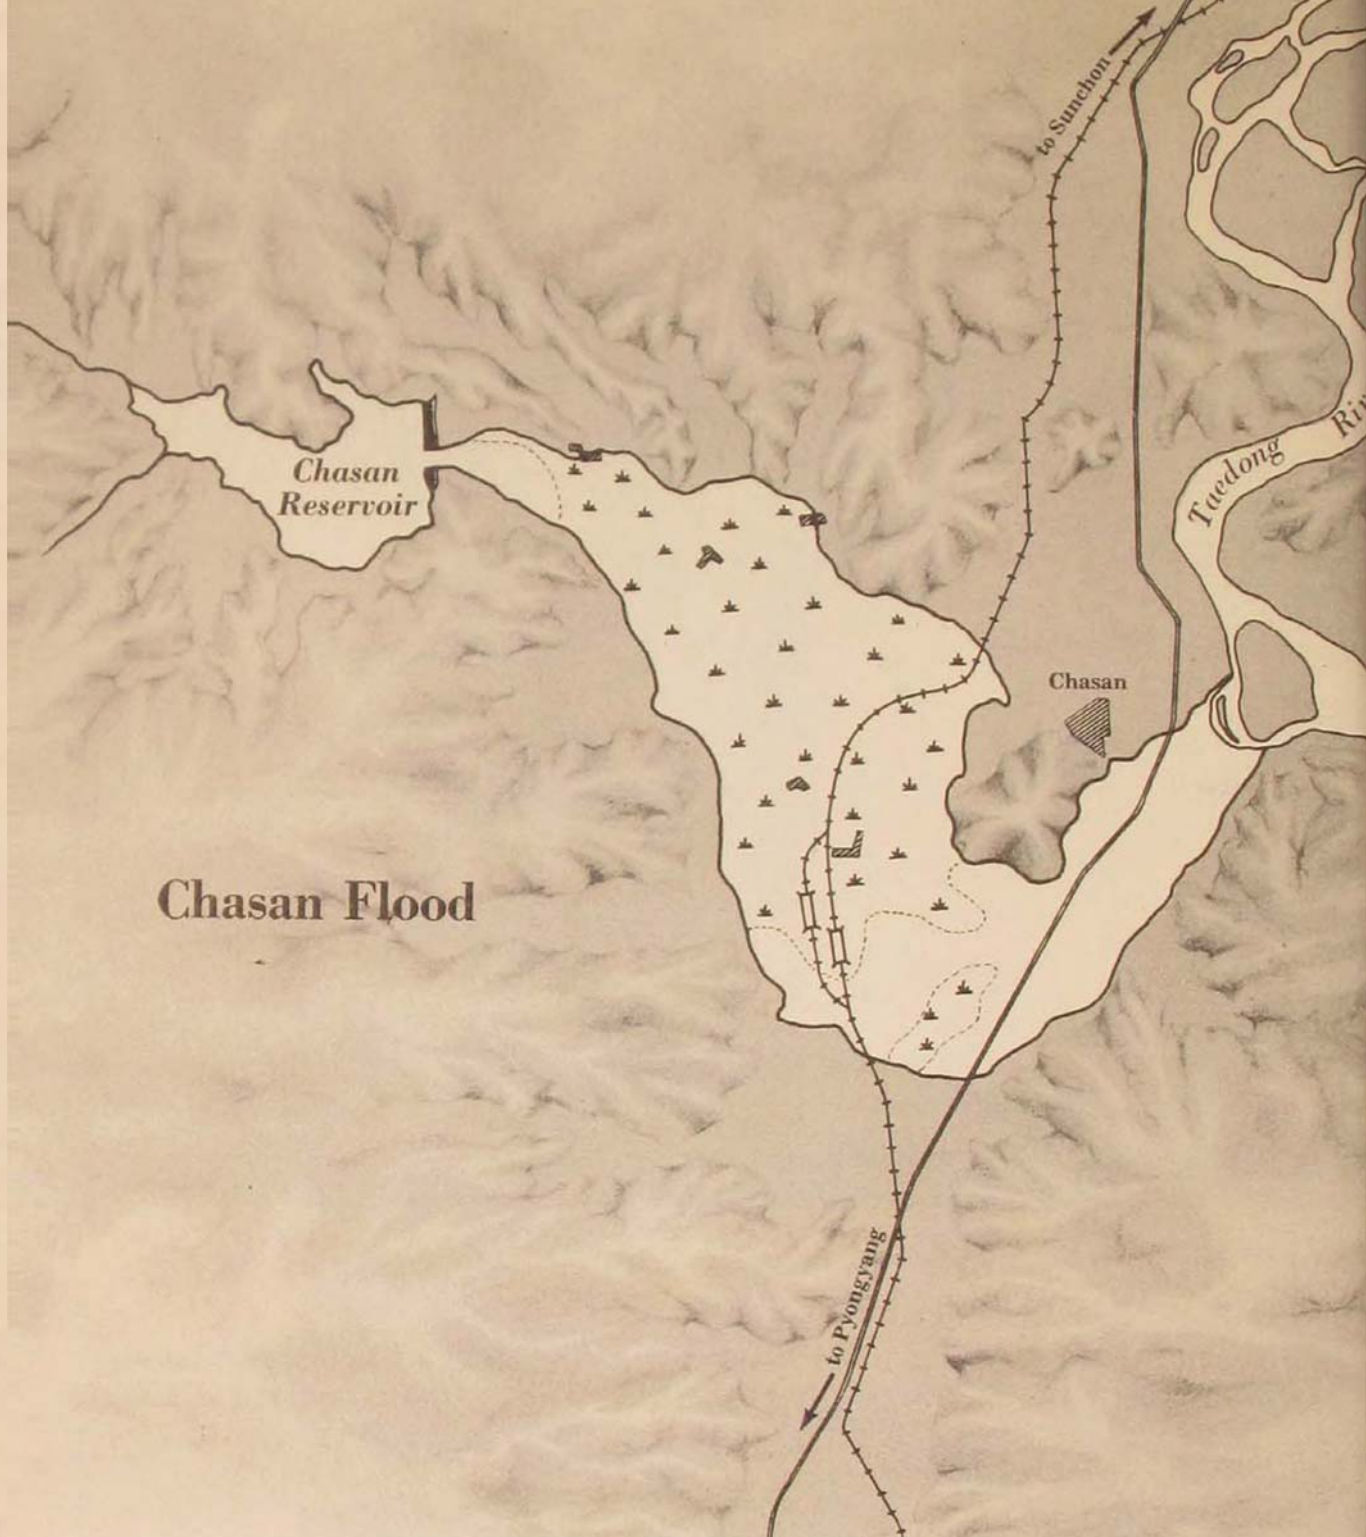 to Sunchon
Taedong
Chasan
Reservoir
Chasan
Chasan Flood
to Pyongyang